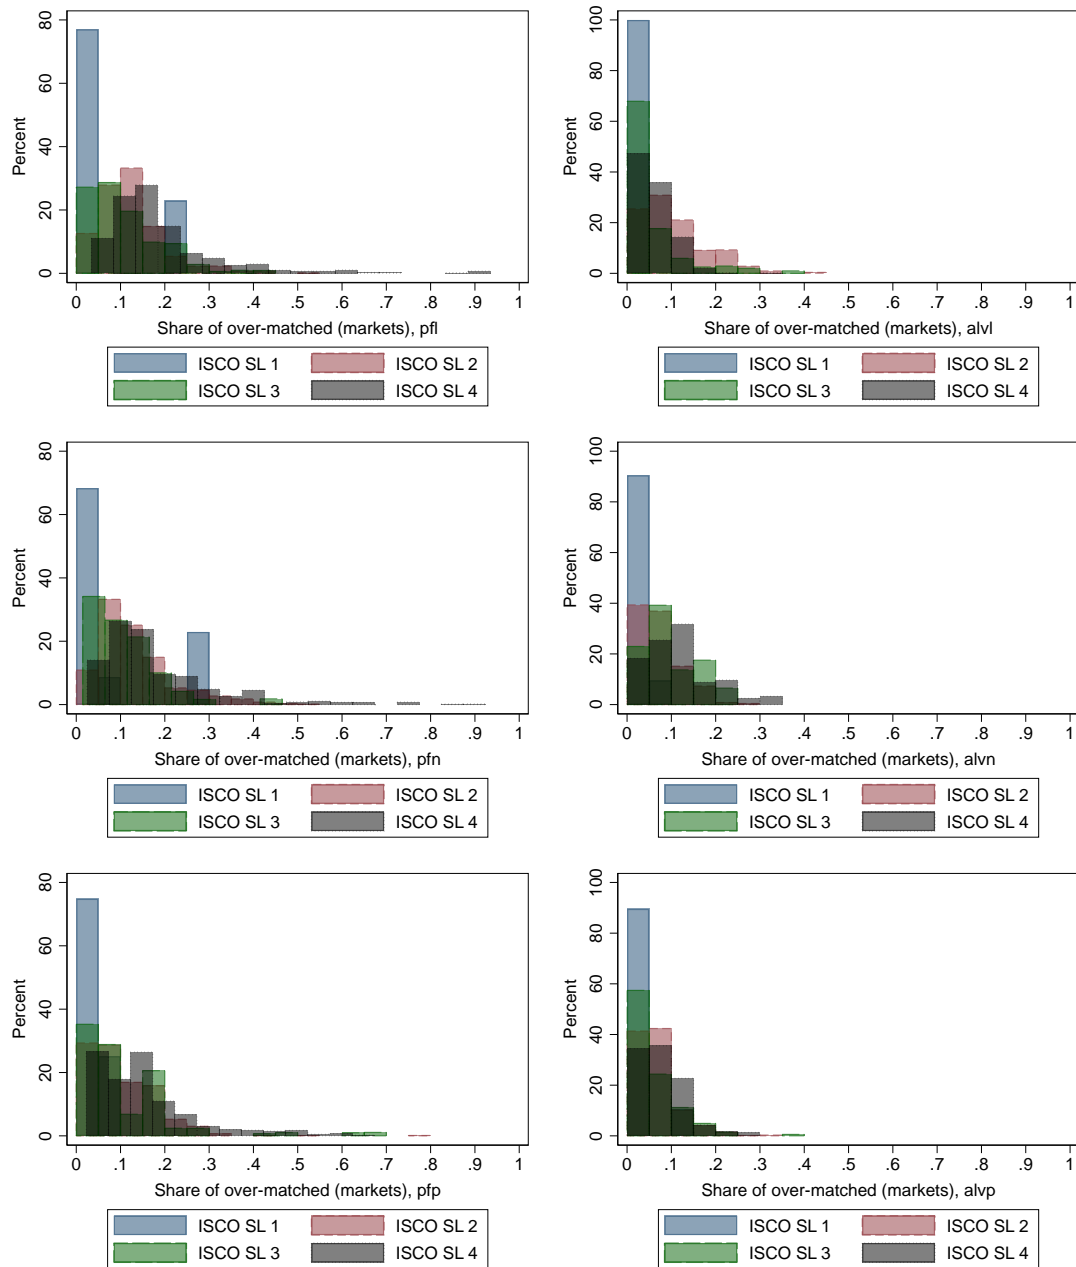 80
60
40
20
0
Percent
0 .1 .2 .3 .4 .5 .6 .7 .8 .9 1
Share of over-matched (markets), pfl
ISCO SL 1 ISCO SL 2
ISCO SL 3 ISCO SL 4
100
80
60
40
20
0
Percent
0 .1 .2 .3 .4 .5 .6 .7 .8 .9 1
Share of over-matched (markets), alvl
ISCO SL 1 ISCO SL 2
ISCO SL 3 ISCO SL 4
80
60
40
20
0
Percent
0 .1 .2 .3 .4 .5 .6 .7 .8 .9 1
Share of over-matched (markets), pfn
ISCO SL 1 ISCO SL 2
ISCO SL 3 ISCO SL 4
100
80
60
40
20
0
Percent
0 .1 .2 .3 .4 .5 .6 .7 .8 .9 1
Share of over-matched (markets), alvn
ISCO SL 1 ISCO SL 2
ISCO SL 3 ISCO SL 4
80
60
40
20
0
Percent
0 .1 .2 .3 .4 .5 .6 .7 .8 .9 1
Share of over-matched (markets), pfp
ISCO SL 1 ISCO SL 2
ISCO SL 3 ISCO SL 4
100
80
60
40
20
0
Percent
0 .1 .2 .3 .4 .5 .6 .7 .8 .9 1
Share of over-matched (markets), alvp
ISCO SL 1 ISCO SL 2
ISCO SL 3 ISCO SL 4